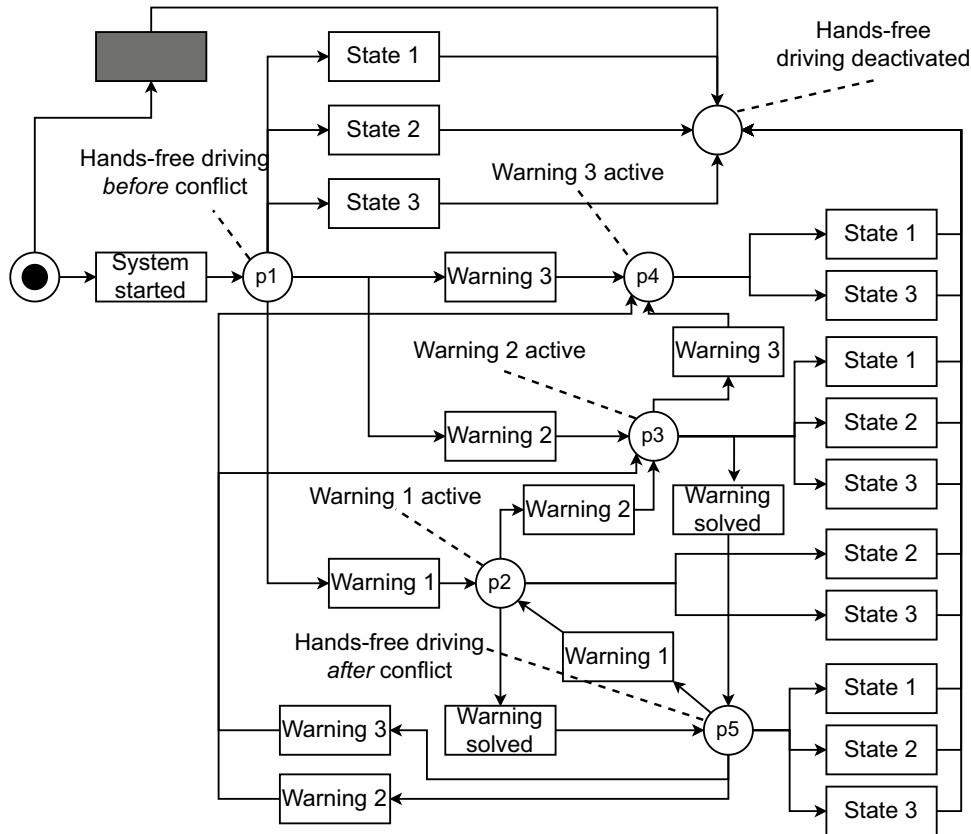 Hands-free
driving deactivated
State 1
State 2
Hands-free driving
before conflict
Warning 3 active
State 3
State 1
System
started
p1
Warning 3
p4
State 3
Warning 2 active
Warning 3
State 1
Warning 2
p3
State 2
Warning 1 active
State 3
Warning 2
Warning
solved
State 2
Warning 1
p2
State 3
Hands-free driving
after conflict
Warning 1
State 1
Warning 3
Warning
solved
p5
State 2
Warning 2
State 3